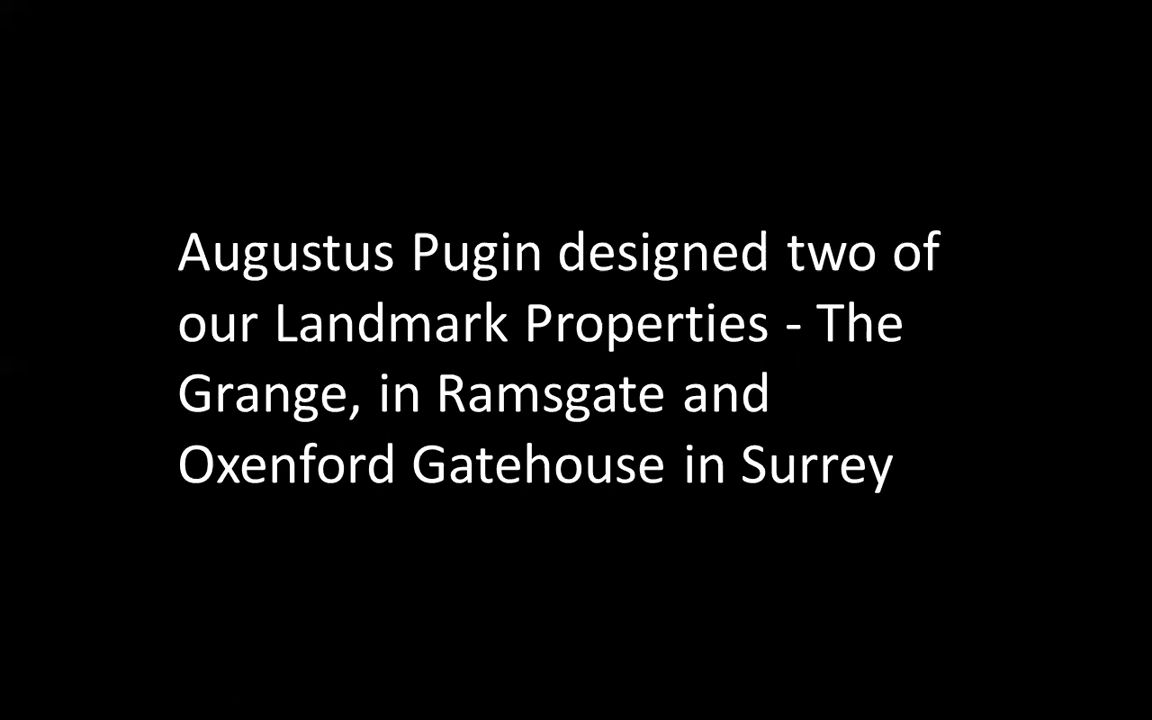 Augustus Pugin designed two of
our Landmark Properties - The
Grange, in Ramsgate and
Oxenford Gatehouse in Surrey